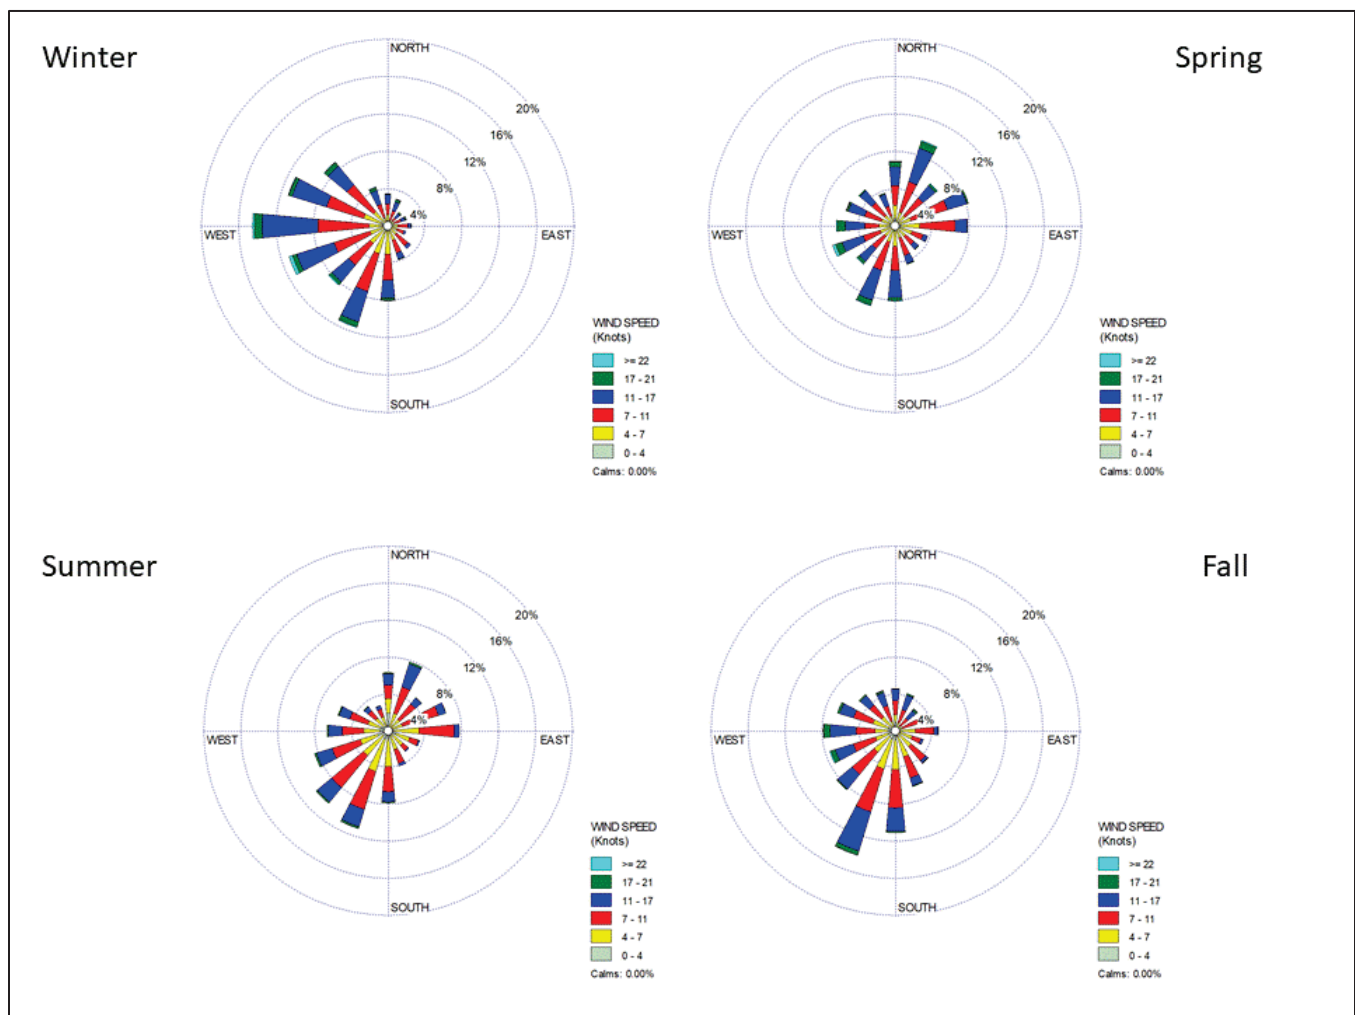 Winter
NORTH
20%
16%
12%
8%
4%
WEST
EAST
SOUTH
WIND SPEED
(Knots)
>= 22
17 - 21
11 - 17
7 - 11
4 - 7
0 - 4
Calms: 0.00%
Spring
NORTH
20%
16%
12%
8%
4%
WEST
EAST
SOUTH
WIND SPEED
(Knots)
>= 22
17 - 21
11 - 17
7 - 11
4 - 7
0 - 4
Calms: 0.00%
Summer
NORTH
20%
16%
12%
8%
4%
WEST
EAST
SOUTH
WIND SPEED
(Knots)
>= 22
17 - 21
11 - 17
7 - 11
4 - 7
0 - 4
Calms: 0.00%
Fall
NORTH
20%
16%
12%
8%
4%
WEST
EAST
SOUTH
WIND SPEED
(Knots)
>= 22
17 - 21
11 - 17
7 - 11
4 - 7
0 - 4
Calms: 0.00%